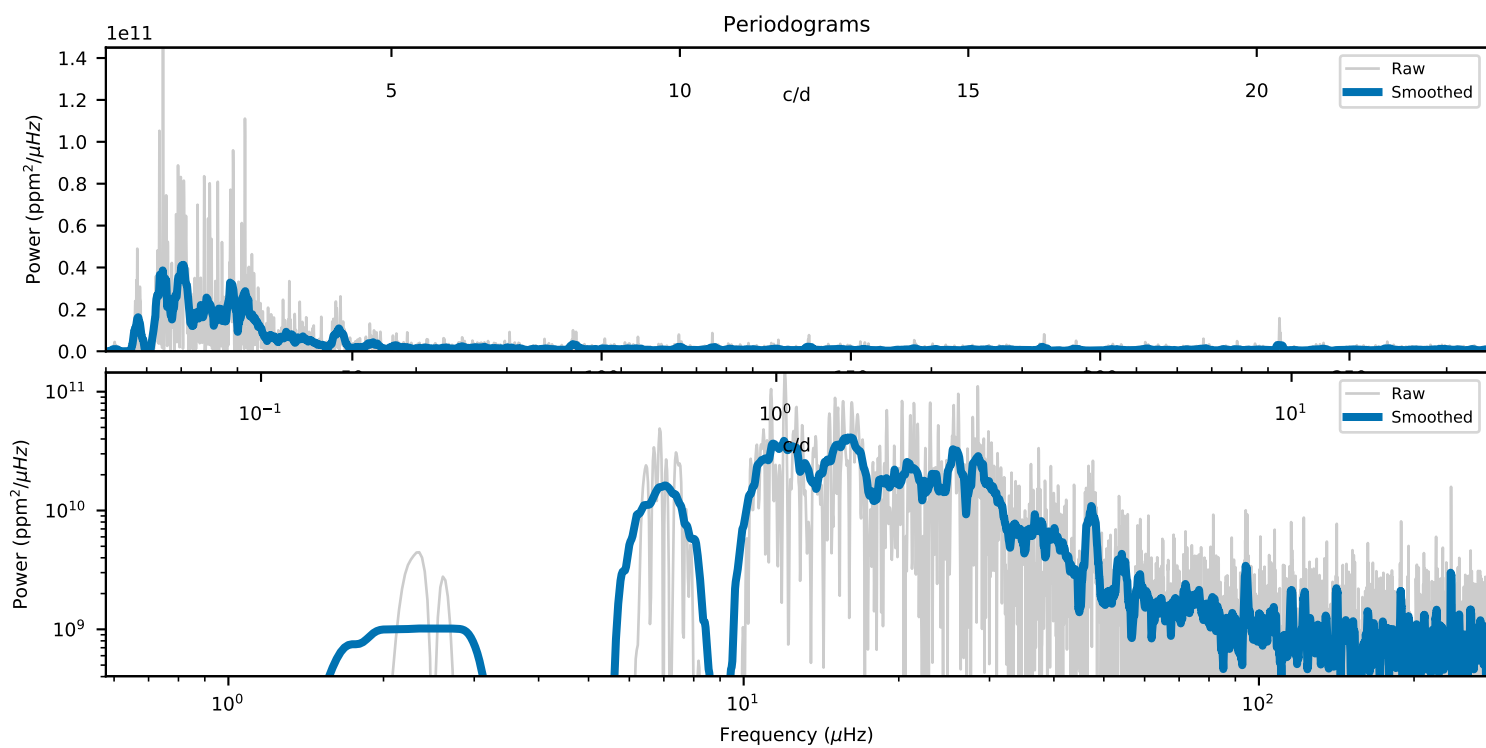 Periodograms
1e11
1.4
1.2
1.0
0.8
0.6
0.4
0.2
0.0
Power (ppm²/μHz)
5 10 15 20
c/d
Raw
Smoothed
10¹¹
10¹⁰
10⁹
Power (ppm²/μHz)
10⁻¹ 10⁰ 10¹
c/d
Raw
Smoothed
10⁰ 10¹ 10²
Frequency (μHz)